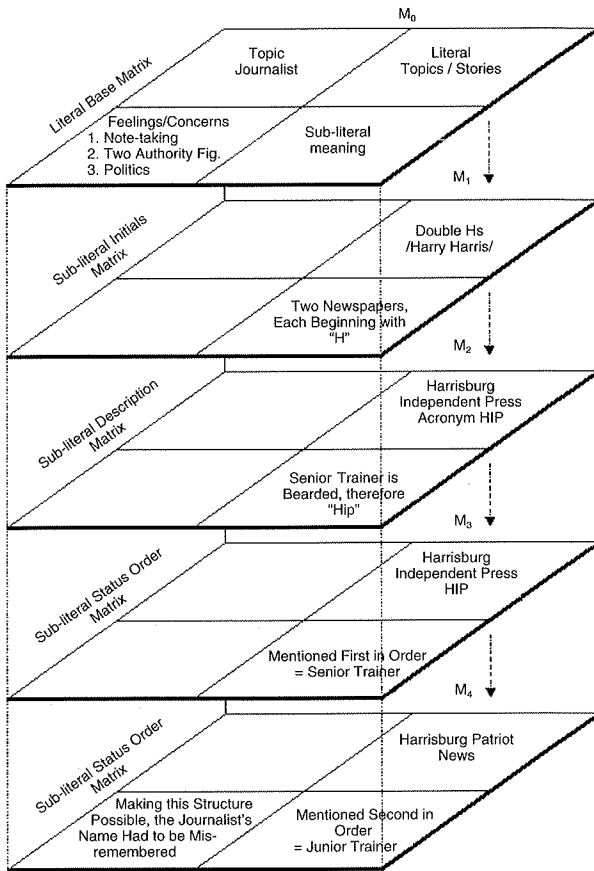 M0
Literal Base Matrix
Topic
Journalist
Literal
Topics / Stories
Feelings/Concerns
1. Note-taking
2. Two Authority Fig.
3. Politics
Sub-literal
meaning
M1
Sub-literal Initials
Matrix
Double Hs
/Harry Harris/
Two Newspapers,
Each Beginning with
“H”
M2
Sub-literal Description
Matrix
Harrisburg
Independent Press
Acronym HIP
Senior Trainer is
Bearded, therefore
“Hip”
M3
Sub-literal Status Order
Matrix
Harrisburg
Independent Press
HIP
Mentioned First in Order
= Senior Trainer
M4
Sub-literal Status Order
Matrix
Harrisburg Patriot
News
Making this Structure
Possible, the Journalist's
Name Had to be Mis-
remembered
Mentioned Second in
Order
= Junior Trainer